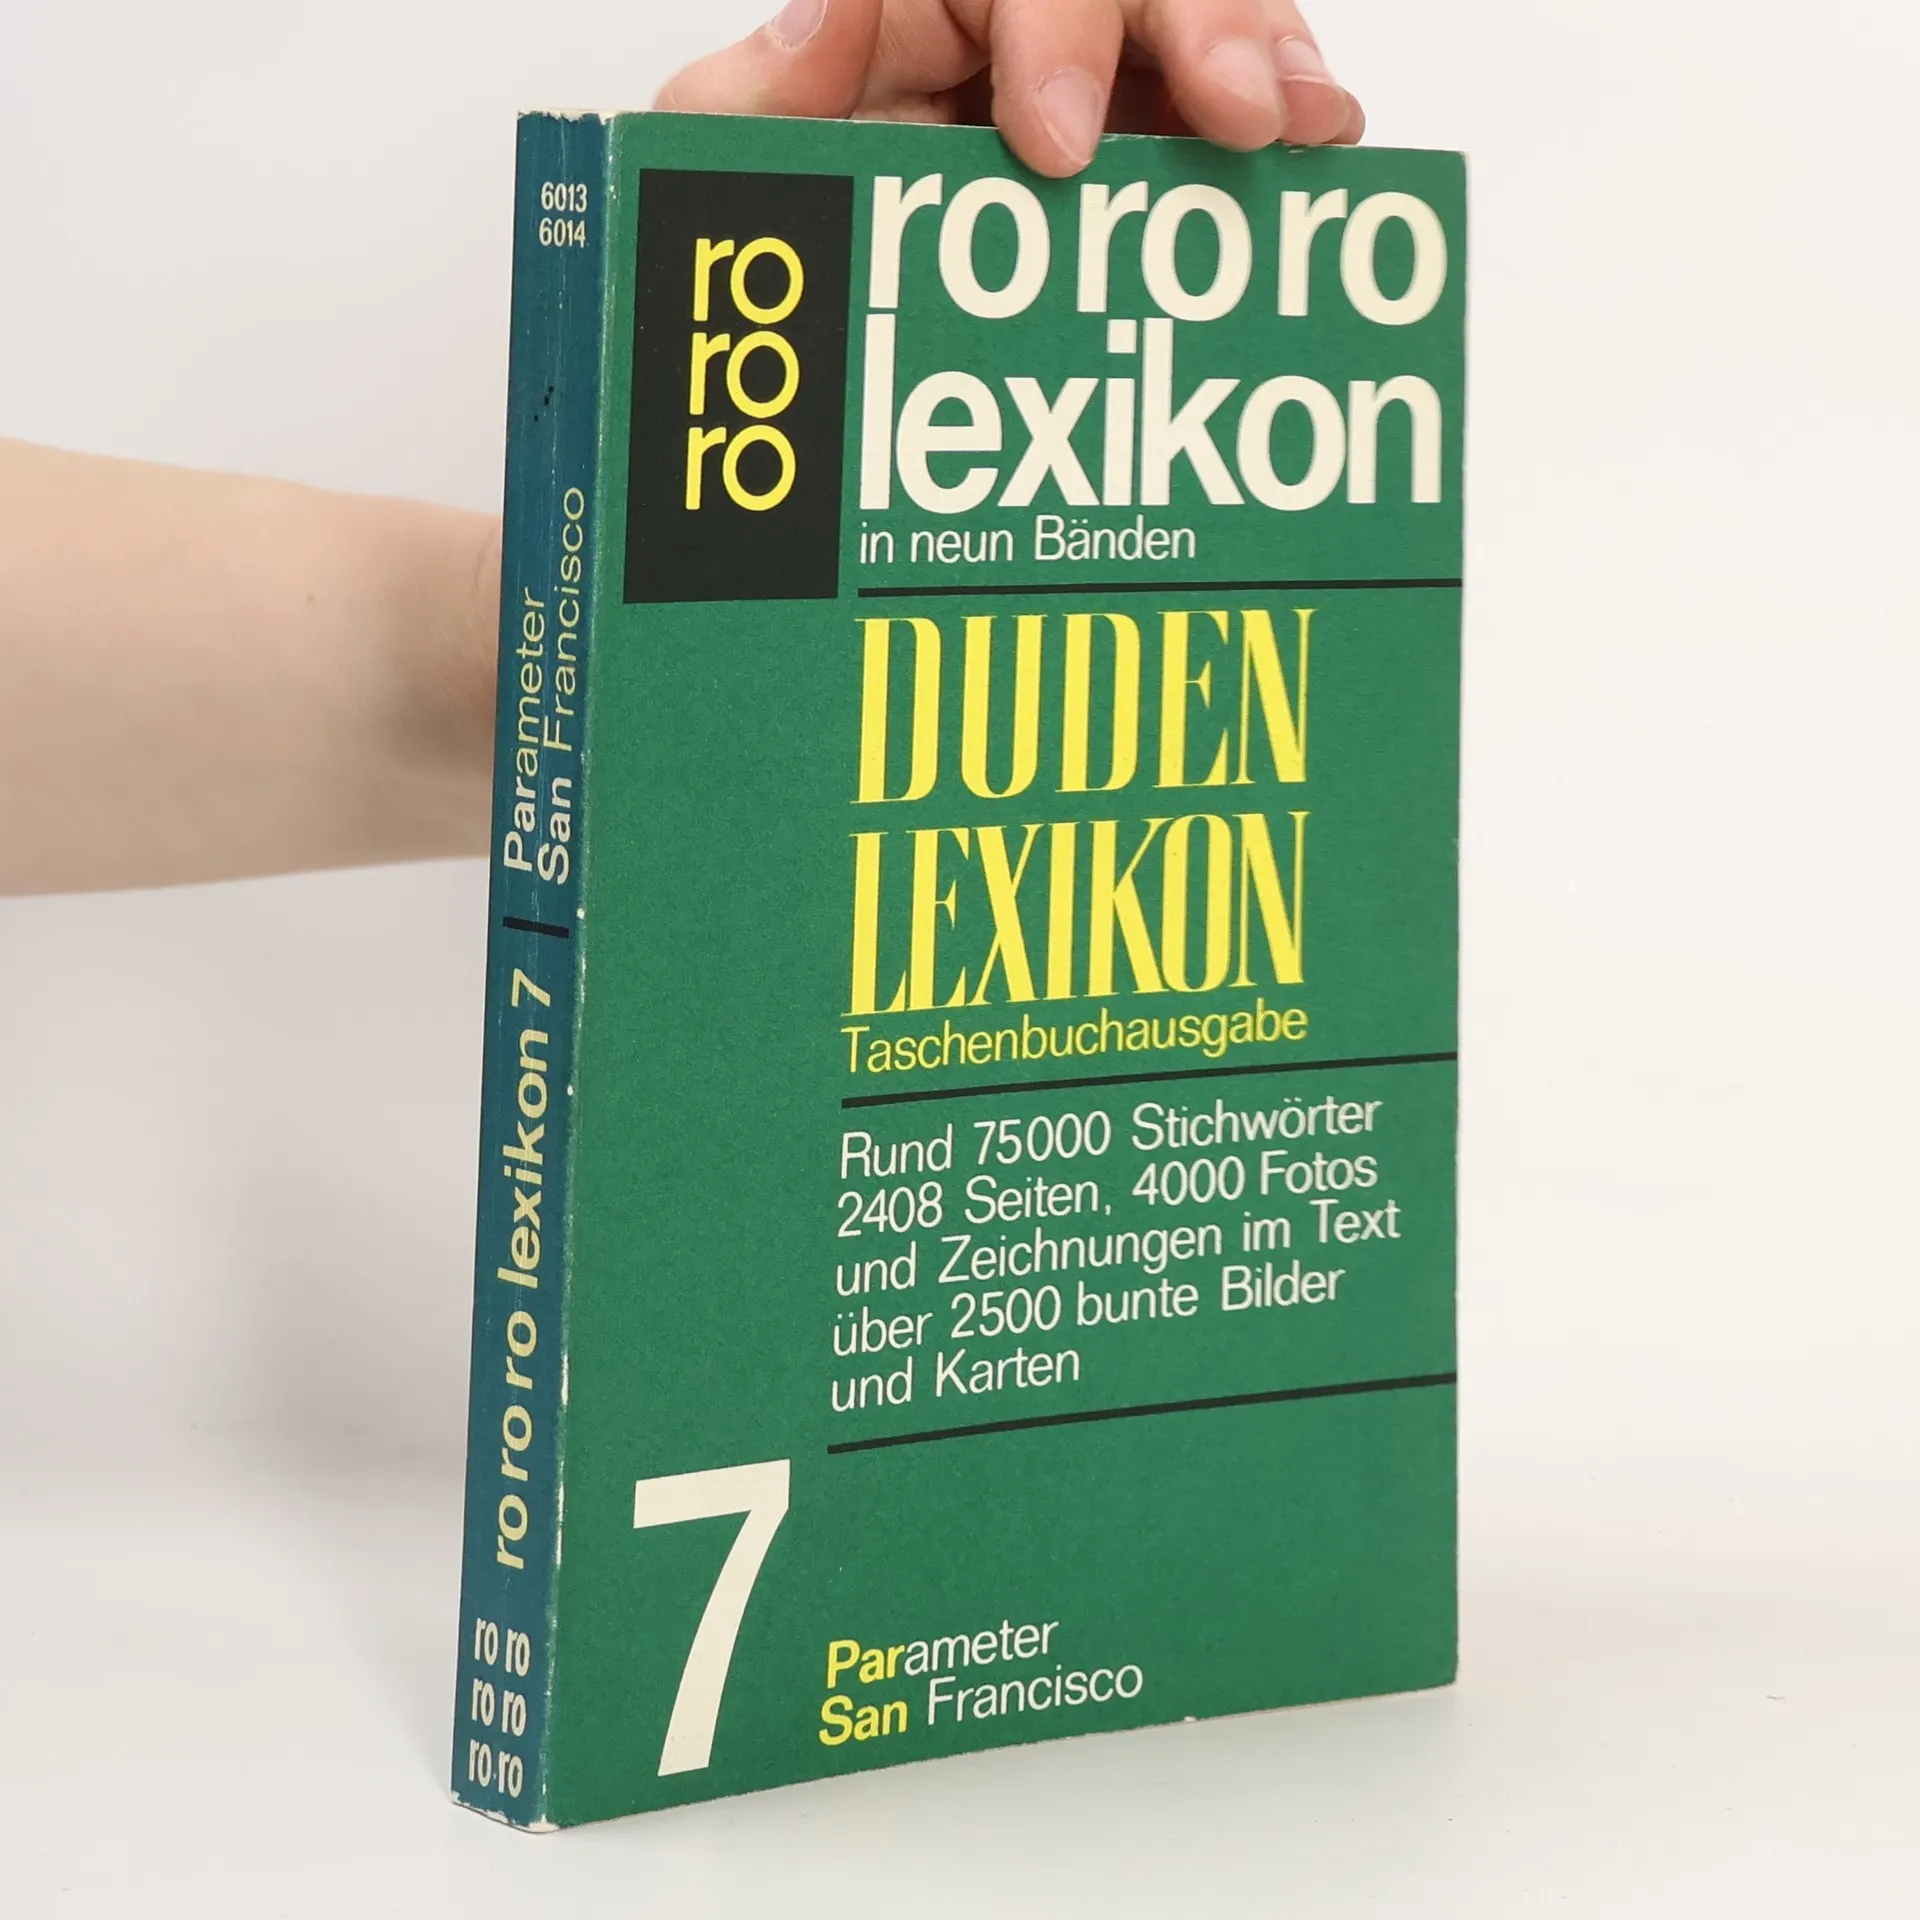 6013
6014
Parameter
San Franciscο
ro ro ro lexikon 7
ro ro
ro ro
ro ro
ro
ro
ro
ro ro ro
lexikon
in neun Bänden
DUDEN
LEXIKON
Taschenbuchausgabe
Rund 75000 Stichwörter
2408 Seiten, 4000 Fotos
und Zeichnungen im Text
über 2500 bunte Bilder
und Karten
7
Parameter
San Francisco